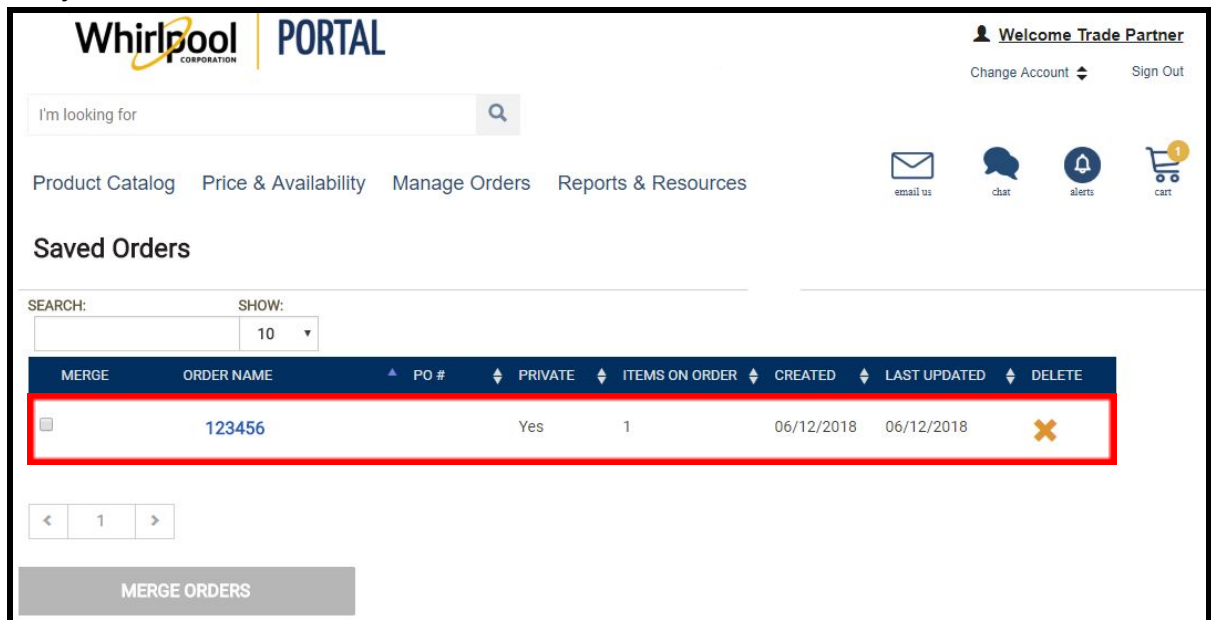 Whirlpool
CORPORATION
PORTAL
Welcome Trade Partner
Change Account
Sign Out
I'm looking for
Product Catalog Price & Availability Manage Orders Reports & Resources
email us chat alerts 1 cart
Saved Orders
SEARCH: SHOW:
10
MERGE ORDER NAME PO # PRIVATE ITEMS ON ORDER CREATED LAST UPDATED DELETE
123456 Yes 1 06/12/2018 06/12/2018
< 1 >
MERGE ORDERS